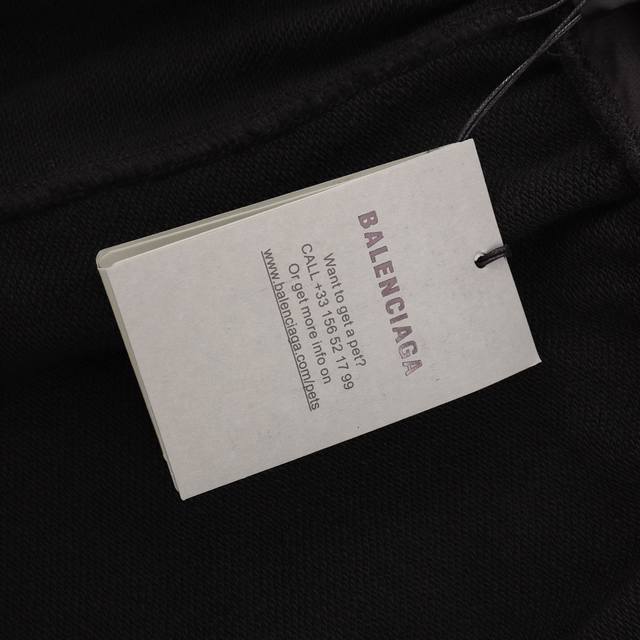 BALENCIAGA
Want to get a pet?
CALL +33 156 52 17 99
Or get more info on
www.balenciaga.com/pets